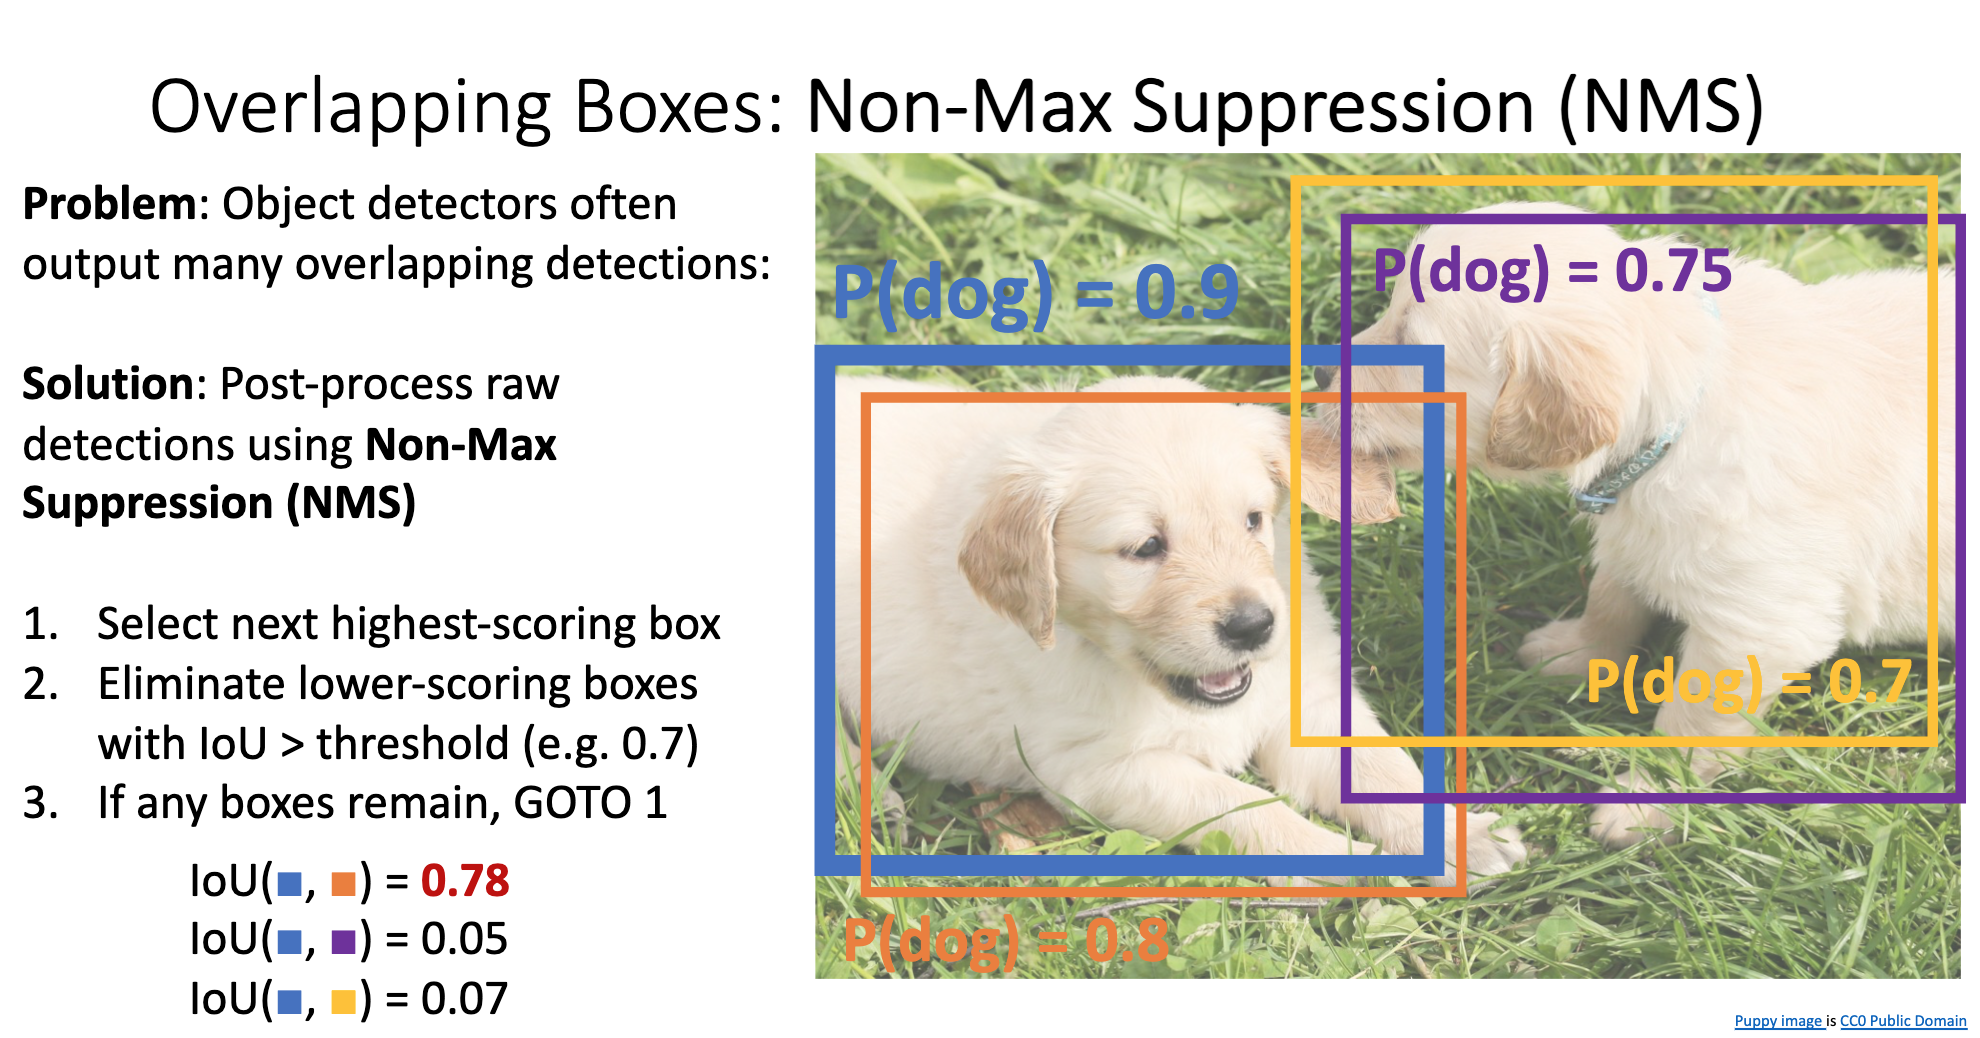 Overlapping Boxes: Non-Max Suppression (NMS)
Problem: Object detectors often
output many overlapping detections:
Solution: Post-process raw
detections using Non-Max
Suppression (NMS)
1. Select next highest-scoring box
2. Eliminate lower-scoring boxes
with IoU > threshold (e.g. 0.7)
3. If any boxes remain, GOTO 1
IoU(■, ■) = 0.78
IoU(■, ■) = 0.05
IoU(■, ■) = 0.07
P(dog) = 0.9
P(dog) = 0.75
P(dog) = 0.7
P(dog) = 0.8
Puppy image is CC0 Public Domain